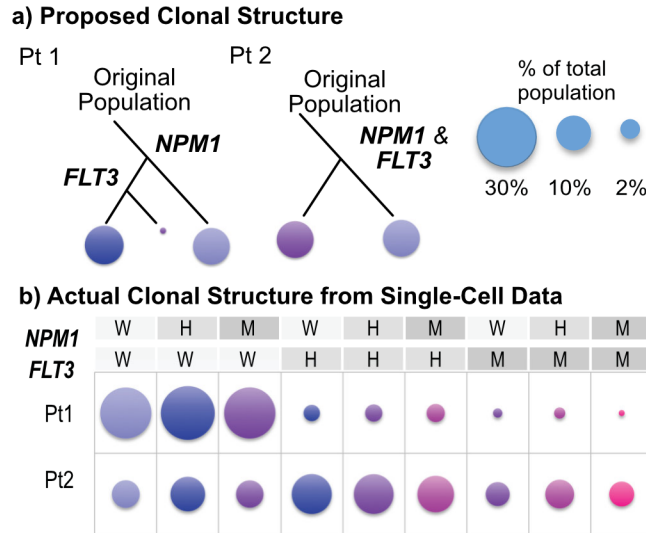 a) Proposed Clonal Structure
Pt 1
Original
Population
NPM1
FLT3
Pt 2
Original
Population
NPM1 &
FLT3
% of total
population
30% 10% 2%
b) Actual Clonal Structure from Single-Cell Data
NPM1 W H M W H M W H M
FLT3 W W W H H H M M M
Pt1
Pt2